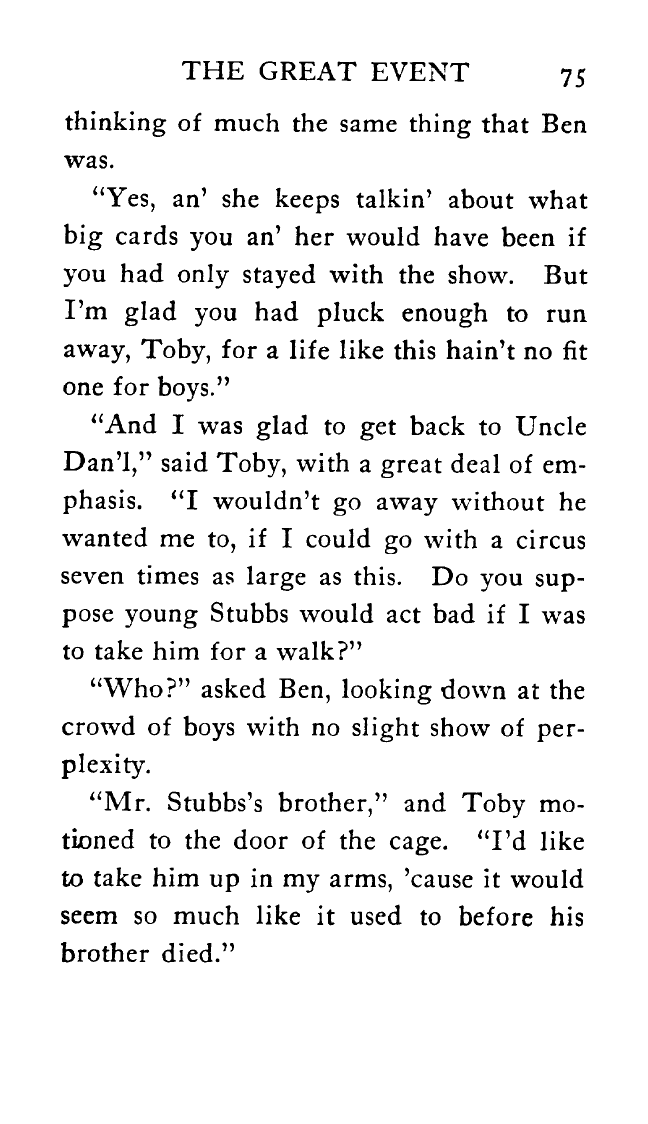 THE GREAT EVENT 75
thinking of much the same thing that Ben
was.
“Yes, an’ she keeps talkin’ about what
big cards you an’ her would have been if
you had only stayed with the show. But
I’m glad you had pluck enough to run
away, Toby, for a life like this hain’t no fit
one for boys.”
“And I was glad to get back to Uncle
Dan’l,” said Toby, with a great deal of em-
phasis. “I wouldn’t go away without he
wanted me to, if I could go with a circus
seven times as large as this. Do you sup-
pose young Stubbs would act bad if I was
to take him for a walk?”
“Who?” asked Ben, looking down at the
crowd of boys with no slight show of per-
plexity.
“Mr. Stubbs’s brother,” and Toby mo-
tioned to the door of the cage. “I’d like
to take him up in my arms, ’cause it would
seem so much like it used to before his
brother died.”